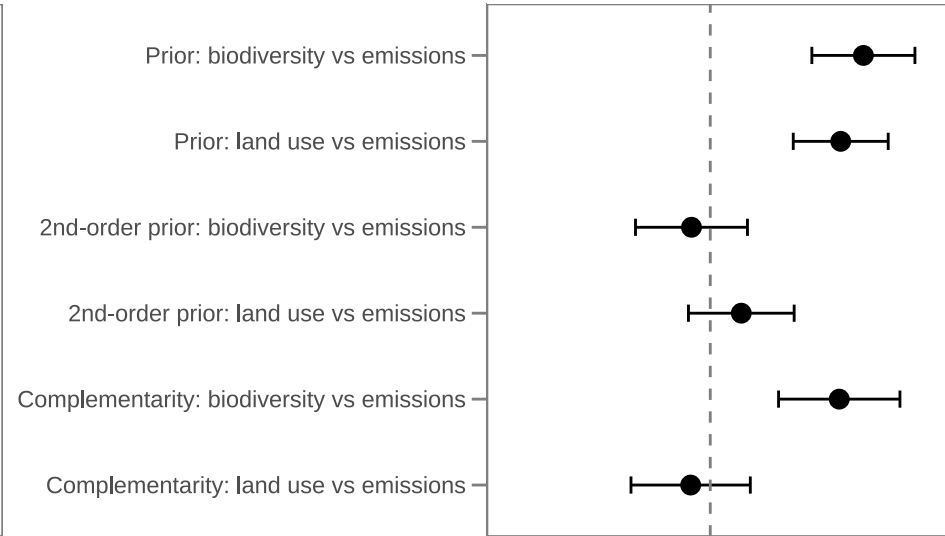 Prior: biodiversity vs emissions
Prior: land use vs emissions
2nd-order prior: biodiversity vs emissions
2nd-order prior: land use vs emissions
Complementarity: biodiversity vs emissions
Complementarity: land use vs emissions